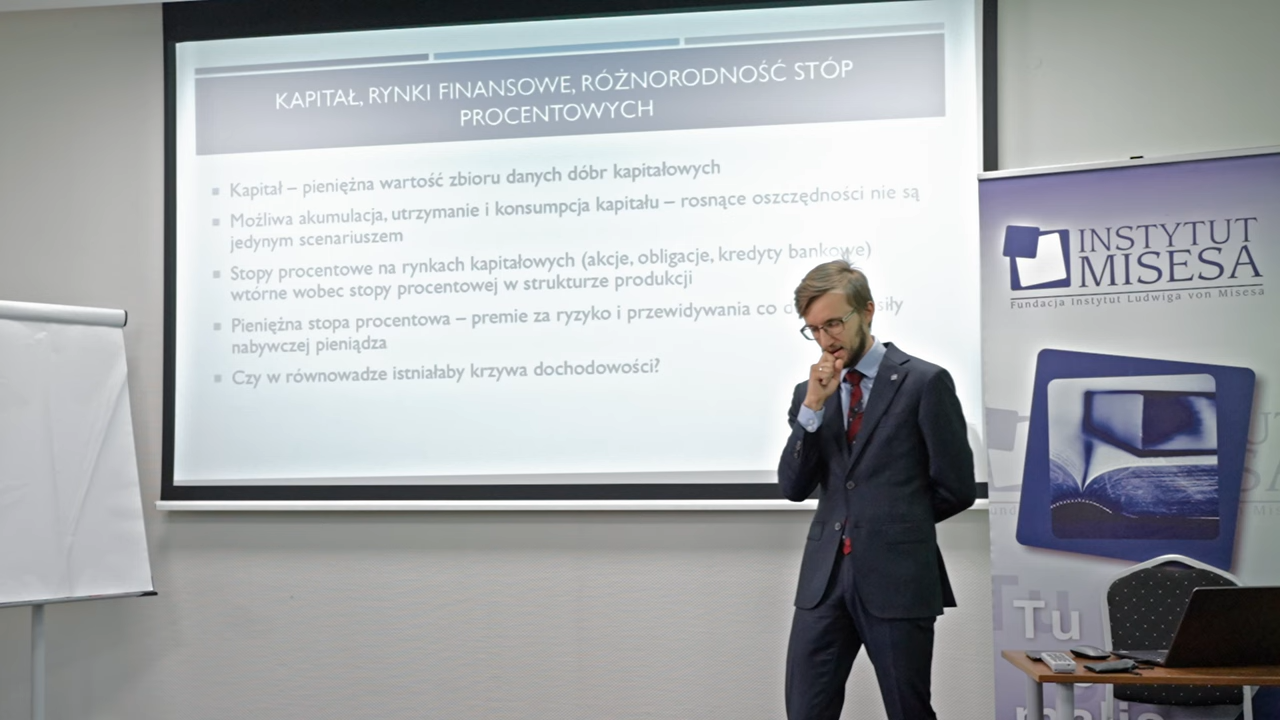 KAPITAŁ, RYNKI FINANSOWE, RÓŻNORODNOŚĆ STÓP
PROCENTOWYCH
Kapitał – pieniężna wartość zbioru danych dóbr kapitałowych
Możliwa akumulacja, utrzymanie i konsumpcja kapitału – rosnące oszczędności nie są
jedynym scenariuszem
Stopy procentowe na rynkach kapitałowych (akcje, obligacje, kredyty bankowe)
wtórne wobec stopy procentowej w strukturze produkcji
Pieniężna stopa procentowa – premie za ryzyko i przewidywania co do siły
nabywczej pieniądza
Czy w równowadze istniałaby krzywa dochodowości?
INSTYTUT
MISESA
Fundacja Instytut Ludwiga von Misesa
Tu